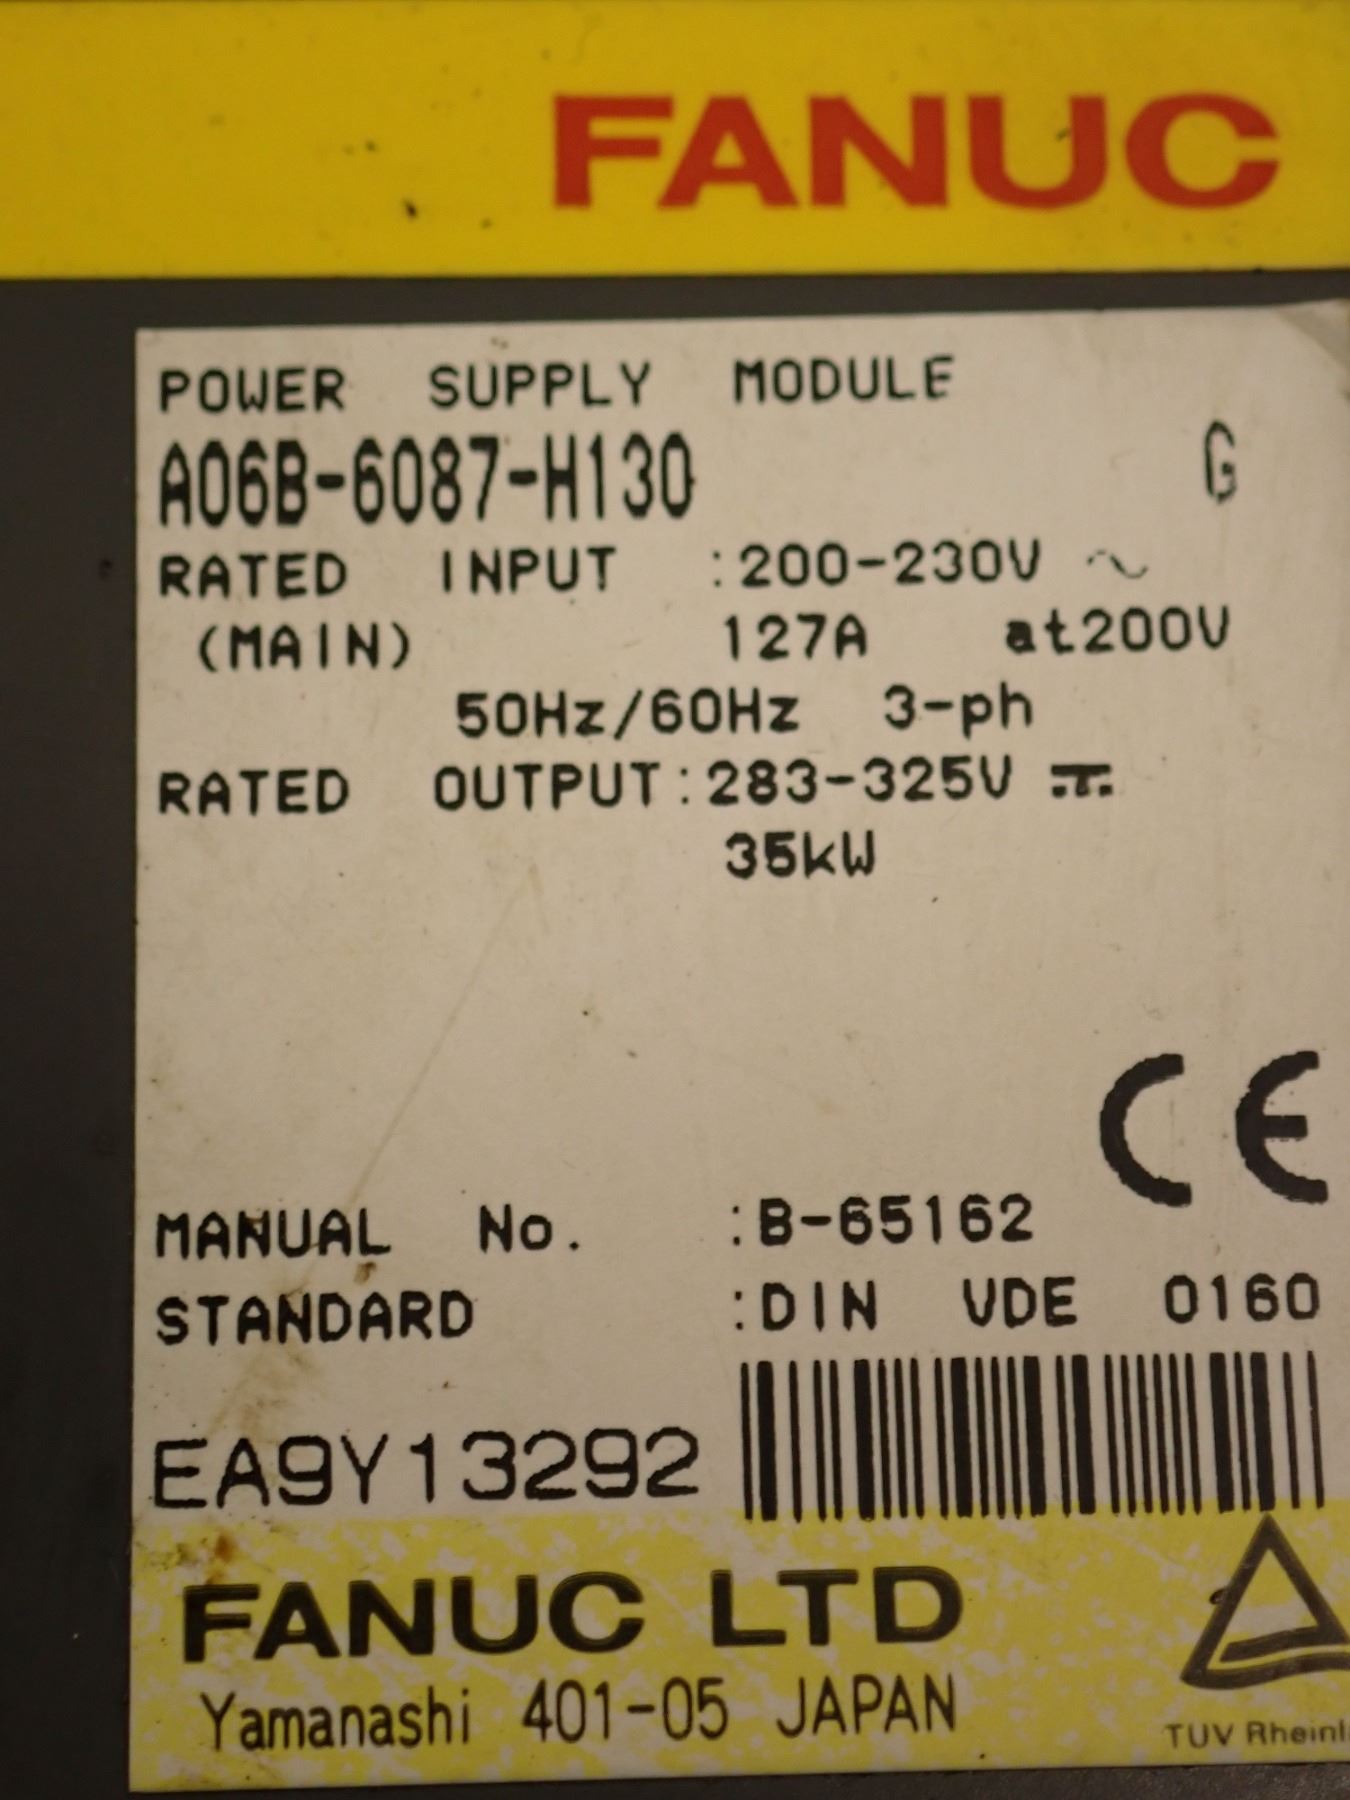 FANUC
POWER SUPPLY MODULE
A06B-6087-H130 G
RATED INPUT :200-230V ~
(MAIN) 127A at200V
50Hz/60Hz 3-ph
RATED OUTPUT:283-325V ⎓
35kW
CE
MANUAL No. :B-65162
STANDARD :DIN VDE 0160
EA9Y13292
FANUC LTD
Yamanashi 401-05 JAPAN
TUV Rheinl